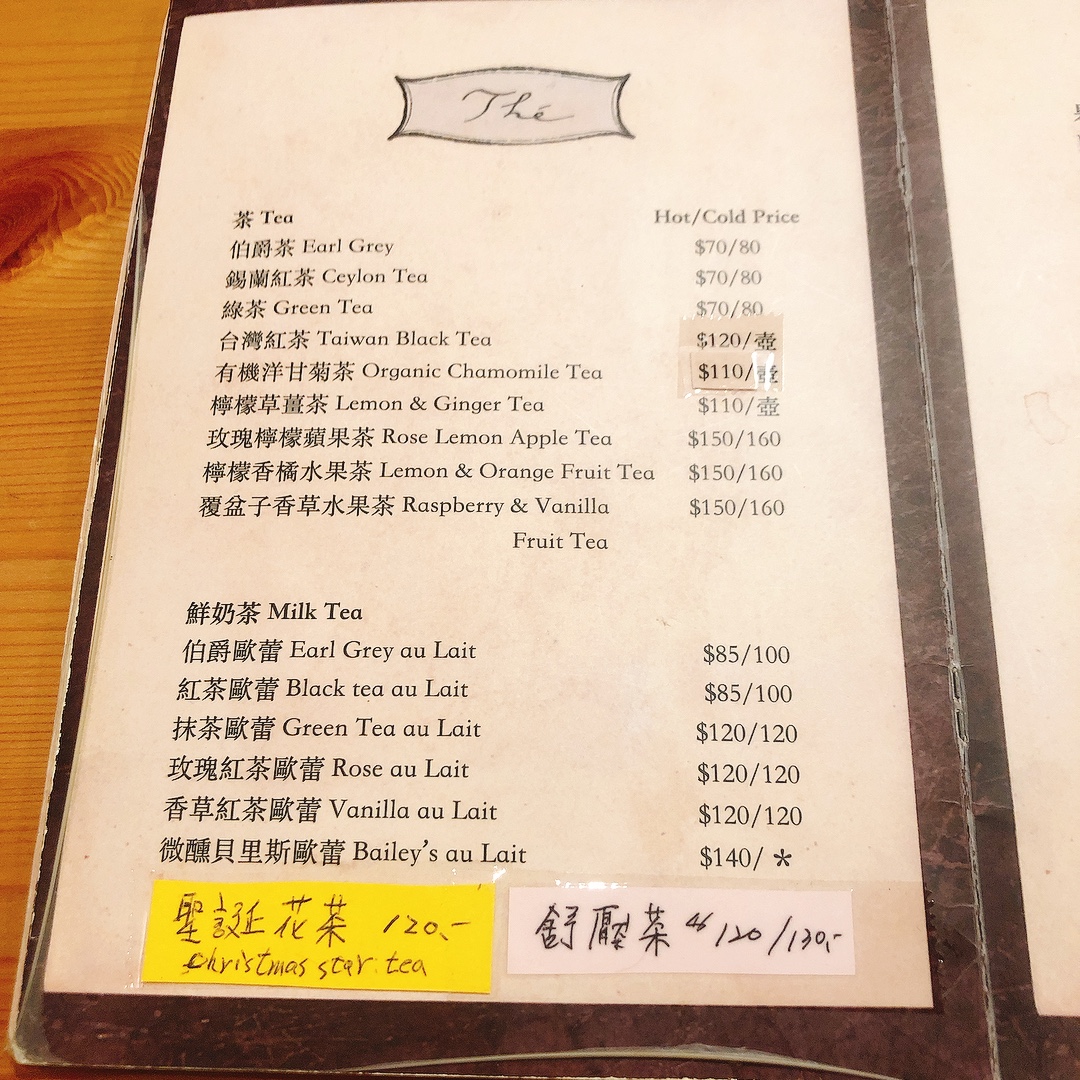 Thé
茶 Tea Hot/Cold Price
伯爵茶 Earl Grey $70/80
錫蘭紅茶 Ceylon Tea $70/80
綠茶 Green Tea $70/80
台灣紅茶 Taiwan Black Tea $120/壺
有機洋甘菊茶 Organic Chamomile Tea $110/壺
檸檬草薑茶 Lemon & Ginger Tea $110/壺
玫瑰檸檬蘋果茶 Rose Lemon Apple Tea $150/160
檸檬香橘水果茶 Lemon & Orange Fruit Tea $150/160
覆盆子香草水果茶 Raspberry & Vanilla $150/160
Fruit Tea
鮮奶茶 Milk Tea
伯爵歐蕾 Earl Grey au Lait $85/100
紅茶歐蕾 Black tea au Lait $85/100
抹茶歐蕾 Green Tea au Lait $120/120
玫瑰紅茶歐蕾 Rose au Lait $120/120
香草紅茶歐蕾 Vanilla au Lait $120/120
微醺貝里斯歐蕾 Bailey's au Lait $140/ *
聖誕花茶 120.-
Christmas star tea
舒壓茶 120/130.-